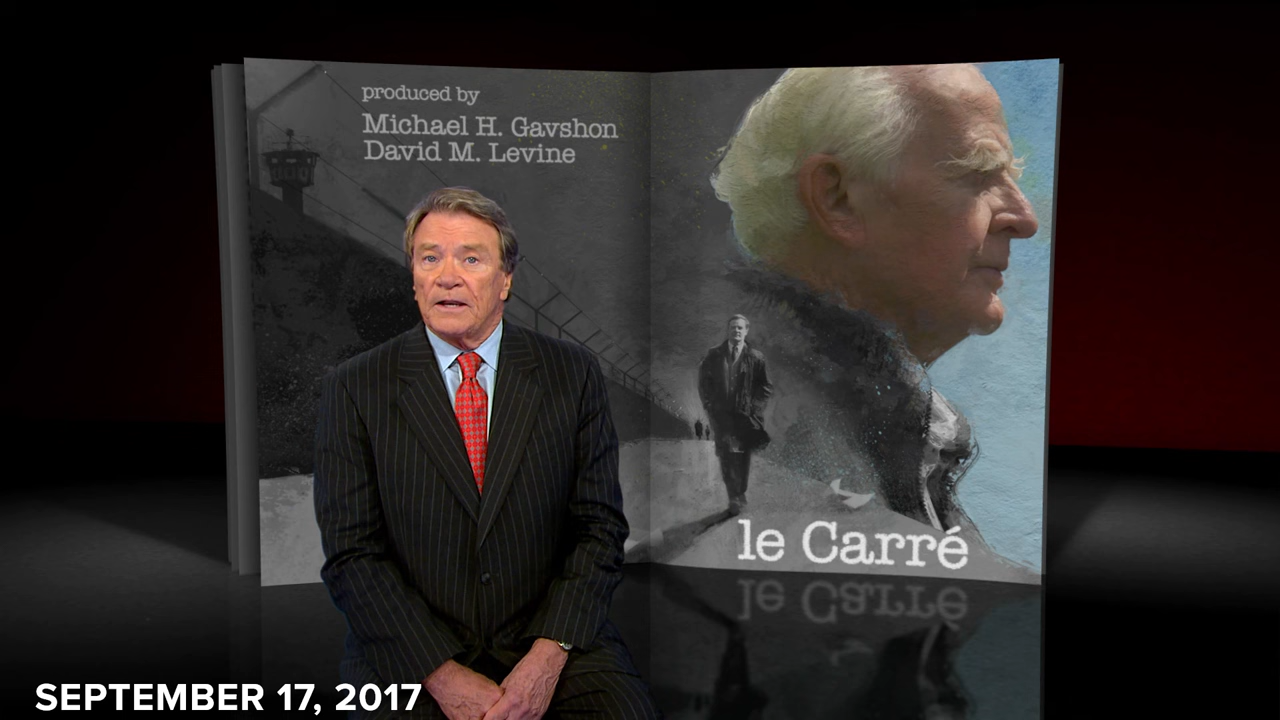 produced by
Michael H. Gavshon
David M. Levine
le Carré
SEPTEMBER 17, 2017